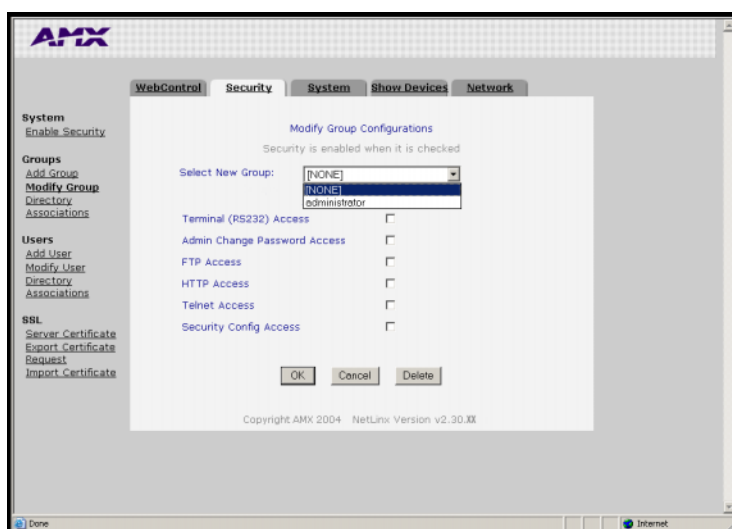 AMX
WebControl Security System Show Devices Network
System
Enable Security
Groups
Add Group
Modify Group
Directory
Associations
Users
Add User
Modify User
Directory
Associations
SSL
Server Certificate
Export Certificate
Request
Import Certificate
Modify Group Configurations
Security is enabled when it is checked
Select New Group: [NONE]
[NONE]
administrator
Terminal (RS232) Access
Admin Change Password Access
FTP Access
HTTP Access
Telnet Access
Security Config Access
OK Cancel Delete
Copyright AMX 2004 NetLinx Version v2.30.XX
Done Internet